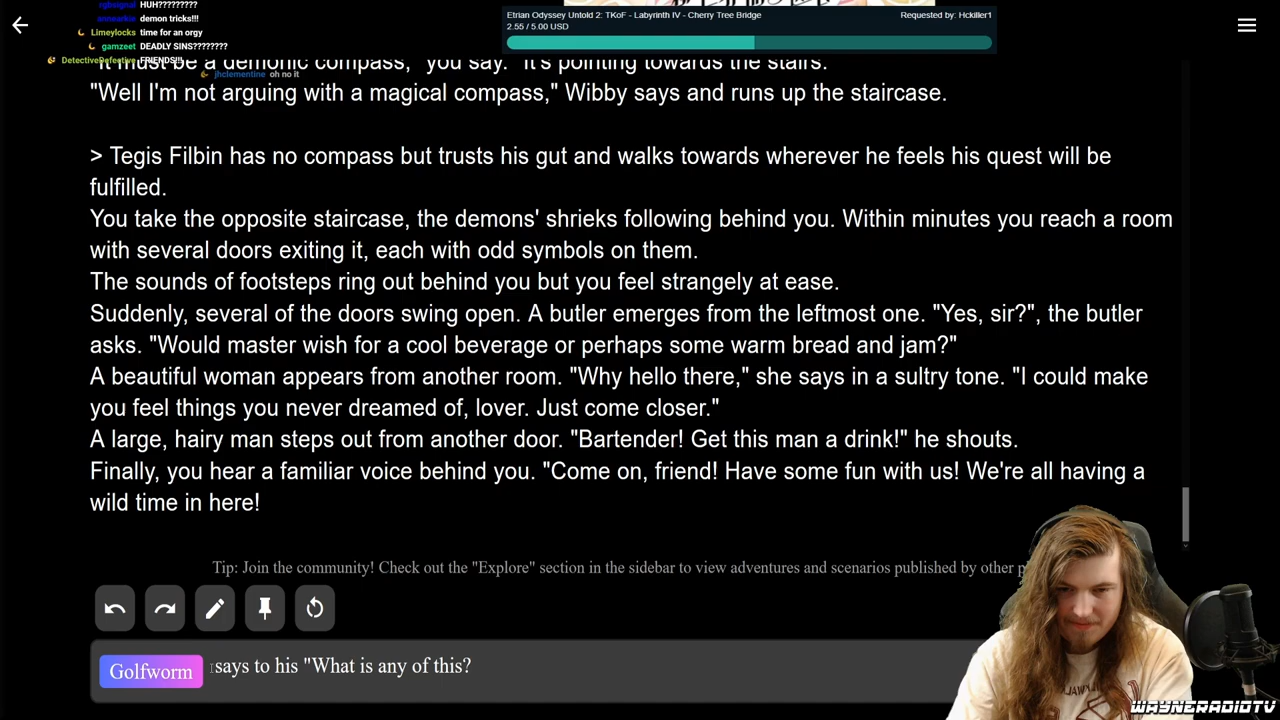 rgbsignal HUH?????????
annearkie demon tricks!!!
Limeylocks time for an orgy
gamzeet DEADLY SINS????????
DetectiveDefective FRIENDS!!!
jhclementine oh no it
Etrian Odyssey Untold 2: TKoF - Labyrinth IV - Cherry Tree Bridge
Requested by: Hckiller1
2.55 / 5.00 USD
"It must be a demonic compass," you say. "It's pointing towards the stairs."
"Well I'm not arguing with a magical compass," Wibby says and runs up the staircase.
> Tegis Filbin has no compass but trusts his gut and walks towards wherever he feels his quest will be
fulfilled.
You take the opposite staircase, the demons' shrieks following behind you. Within minutes you reach a room
with several doors exiting it, each with odd symbols on them.
The sounds of footsteps ring out behind you but you feel strangely at ease.
Suddenly, several of the doors swing open. A butler emerges from the leftmost one. "Yes, sir?", the butler
asks. "Would master wish for a cool beverage or perhaps some warm bread and jam?"
A beautiful woman appears from another room. "Why hello there," she says in a sultry tone. "I could make
you feel things you never dreamed of, lover. Just come closer."
A large, hairy man steps out from another door. "Bartender! Get this man a drink!" he shouts.
Finally, you hear a familiar voice behind you. "Come on, friend! Have some fun with us! We're all having a
wild time in here!
Tip: Join the community! Check out the "Explore" section in the sidebar to view adventures and scenarios published by other
Golfworm
says to his "What is any of this?
WAYNERADIOTV